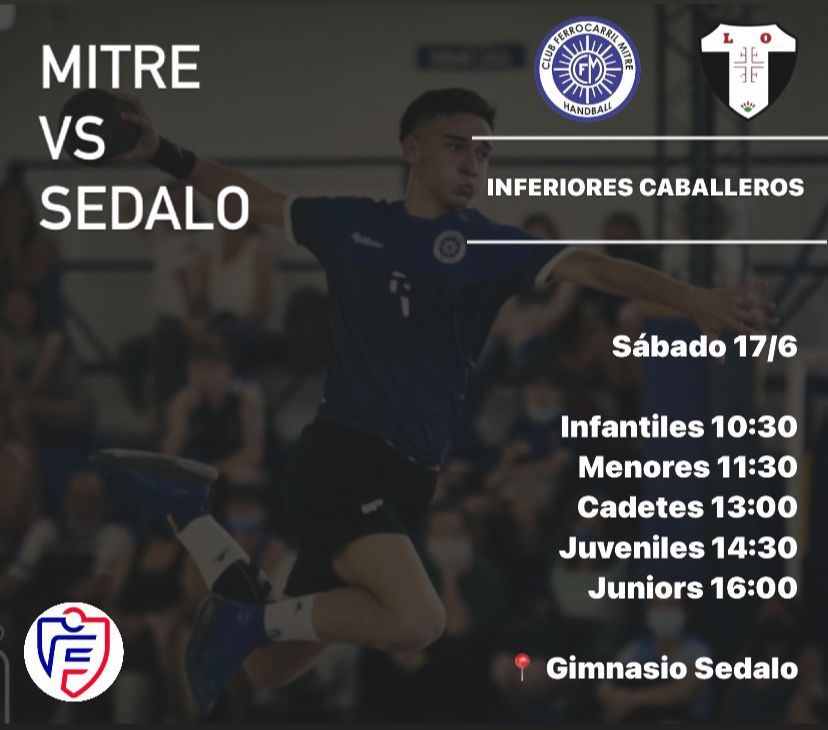 MITRE
VS
SEDALO
CLUB FERROCARRIL MITRE
CFM
HANDBALL
L O
INFERIORES CABALLEROS
Sábado 17/6
Infantiles 10:30
Menores 11:30
Cadetes 13:00
Juveniles 14:30
Juniors 16:00
Gimnasio Sedalo